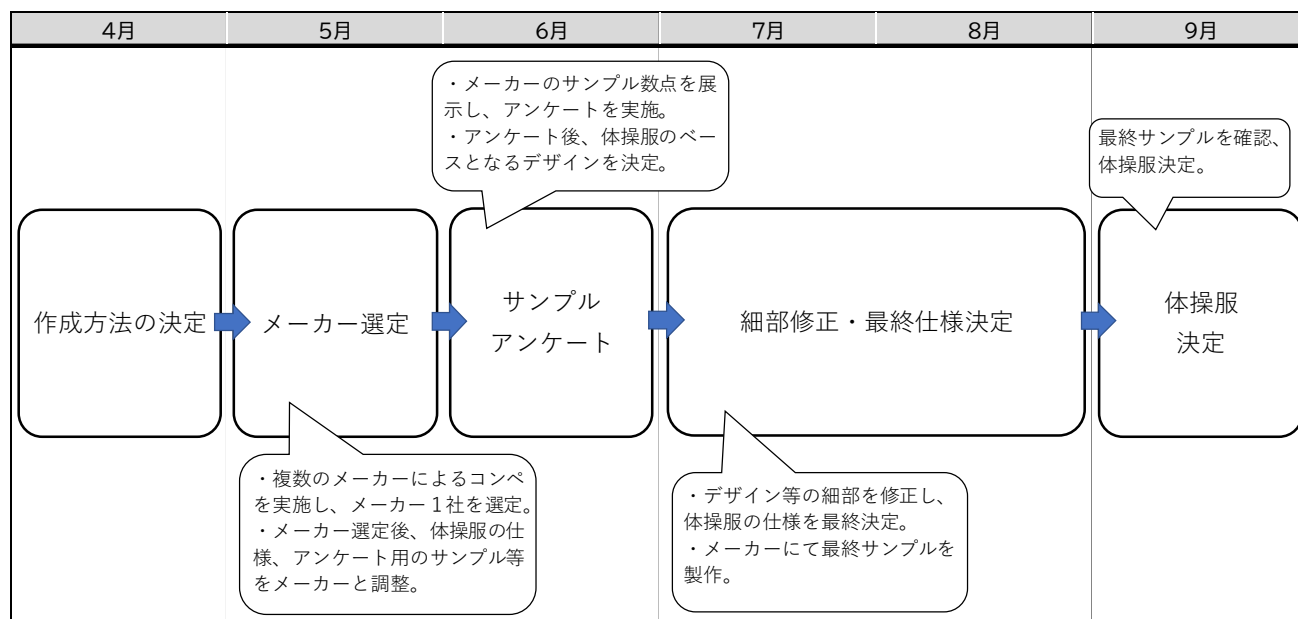 4月
5月
6月
7月
8月
9月
・メーカーのサンプル数点を展
示し、アンケートを実施。
・アンケート後、体操服のベー
スとなるデザインを決定。
最終サンプルを確認、
体操服決定。
作成方法の決定
メーカー選定
サンプル
アンケート
細部修正・最終仕様決定
体操服
決定
・複数のメーカーによるコンペ
を実施し、メーカー１社を選定。
・メーカー選定後、体操服の仕
様、アンケート用のサンプル等
をメーカーと調整。
・デザイン等の細部を修正し、
体操服の仕様を最終決定。
・メーカーにて最終サンプルを
製作。